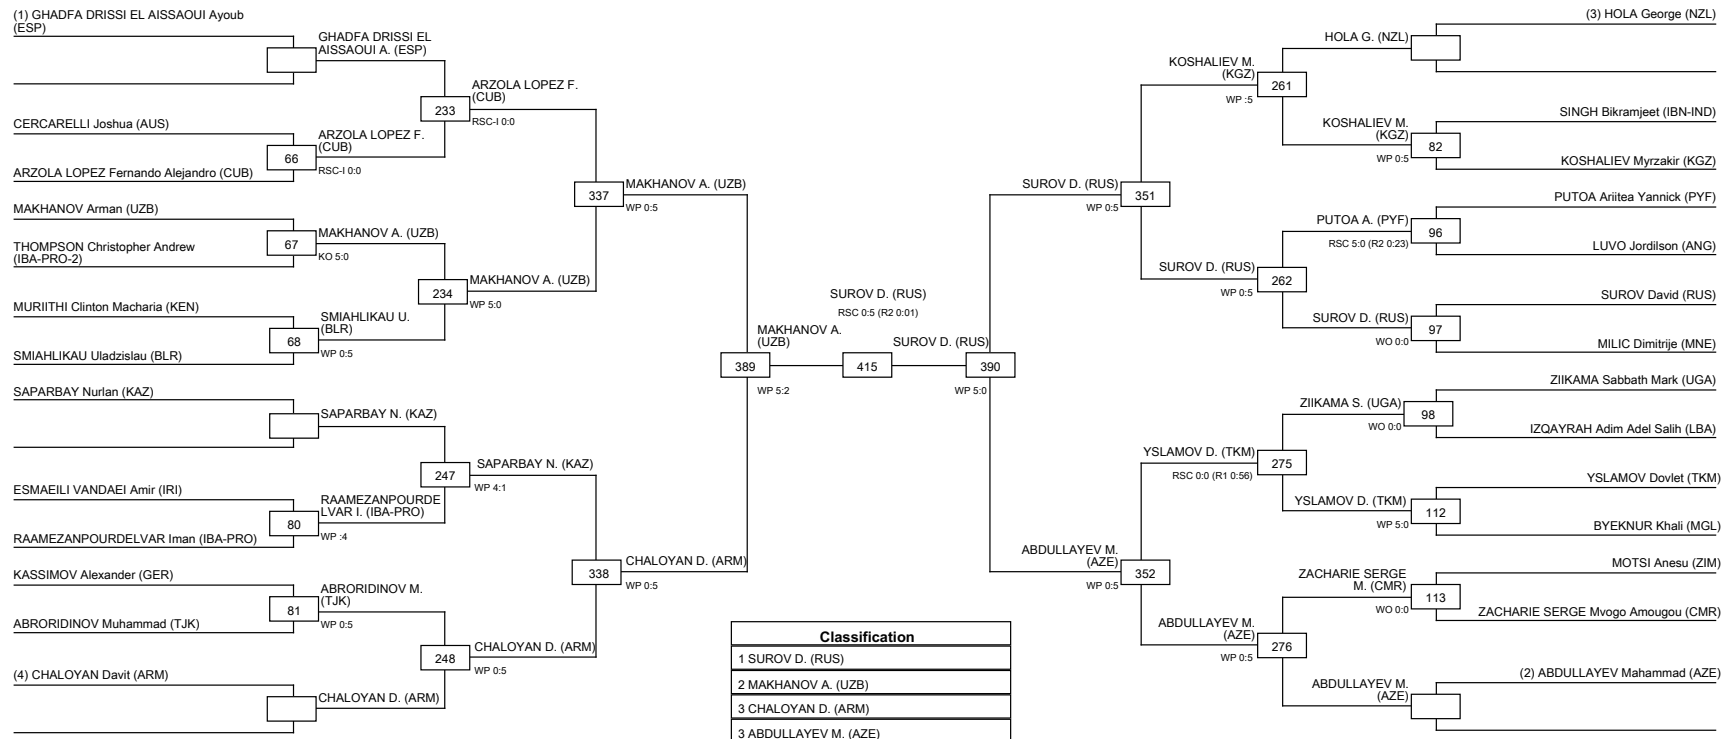 (1) GHADFA DRISSI EL AISSAOUI Ayoub
(ESP)
CERCARELLI Joshua (AUS)
ARZOLA LOPEZ Fernando Alejandro (CUB)
MAKHANOV Arman (UZB)
THOMPSON Christopher Andrew
(IBA-PRO-2)
MURIITHI Clinton Macharia (KEN)
SMIAHLIKAU Uladzislau (BLR)
SAPARBAY Nurlan (KAZ)
ESMAEILI VANDAEI Amir (IRI)
RAAMEZANPOURDELVAR Iman (IBA-PRO)
KASSIMOV Alexander (GER)
ABRORIDINOV Muhammad (TJK)
(4) CHALOYAN Davit (ARM)
GHADFA DRISSI EL
AISSAOUI A. (ESP)
66
ARZOLA LOPEZ F.
(CUB)
RSC-I 0:0
67
MAKHANOV A. (UZB)
KO 5:0
68
SMIAHLIKAU U.
(BLR)
WP 0:5
SAPARBAY N. (KAZ)
80
RAAMEZANPOURDE
LVAR I. (IBA-PRO)
WP :4
81
ABRORIDINOV M.
(TJK)
WP 0:5
CHALOYAN D. (ARM)
233
ARZOLA LOPEZ F.
(CUB)
RSC-I 0:0
234
MAKHANOV A. (UZB)
WP 5:0
247
SAPARBAY N. (KAZ)
WP 4:1
248
CHALOYAN D. (ARM)
WP 0:5
337
MAKHANOV A. (UZB)
WP 0:5
338
CHALOYAN D. (ARM)
WP 0:5
389
MAKHANOV A.
(UZB)
WP 5:2
SUROV D. (RUS)
RSC 0:5 (R2 0:01)
415
SUROV D. (RUS)
390
WP 5:0
SUROV D. (RUS)
351
WP 0:5
ABDULLAYEV M.
(AZE)
352
WP 0:5
KOSHALIEV M.
(KGZ)
261
WP :5
SUROV D. (RUS)
262
WP 0:5
YSLAMOV D. (TKM)
275
RSC 0:0 (R1 0:56)
ABDULLAYEV M.
(AZE)
276
WP 0:5
HOLA G. (NZL)
KOSHALIEV M.
(KGZ)
82
WP 0:5
PUTOA A. (PYF)
96
RSC 5:0 (R2 0:23)
SUROV D. (RUS)
97
WO 0:0
ZIIKAMA S. (UGA)
98
WO 0:0
YSLAMOV D. (TKM)
112
WP 5:0
ZACHARIE SERGE
M. (CMR)
113
WO 0:0
ABDULLAYEV M.
(AZE)
(3) HOLA George (NZL)
SINGH Bikramjeet (IBN-IND)
KOSHALIEV Myrzakir (KGZ)
PUTOA Ariitea Yannick (PYF)
LUVO Jordilson (ANG)
SUROV David (RUS)
MILIC Dimitrije (MNE)
ZIIKAMA Sabbath Mark (UGA)
IZQAYRAH Adim Adel Salih (LBA)
YSLAMOV Dovlet (TKM)
BYEKNUR Khali (MGL)
MOTSI Anesu (ZIM)
ZACHARIE SERGE Mvogo Amougou (CMR)
(2) ABDULLAYEV Mahammad (AZE)
Classification
1 SUROV D. (RUS)
2 MAKHANOV A. (UZB)
3 CHALOYAN D. (ARM)
3 ABDULLAYEV M. (AZE)